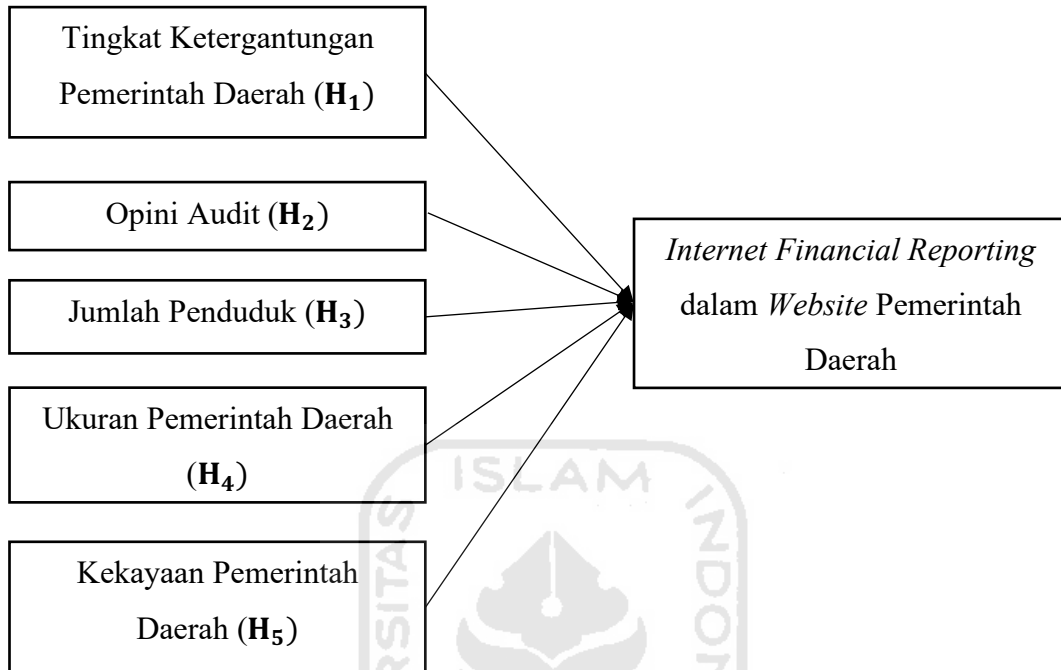 Tingkat Ketergantungan
Pemerintah Daerah (H₁)
Opini Audit (H₂)
Jumlah Penduduk (H₃)
Ukuran Pemerintah Daerah
(H₄)
Kekayaan Pemerintah
Daerah (H₅)
Internet Financial Reporting
dalam Website Pemerintah
Daerah
ISLAM